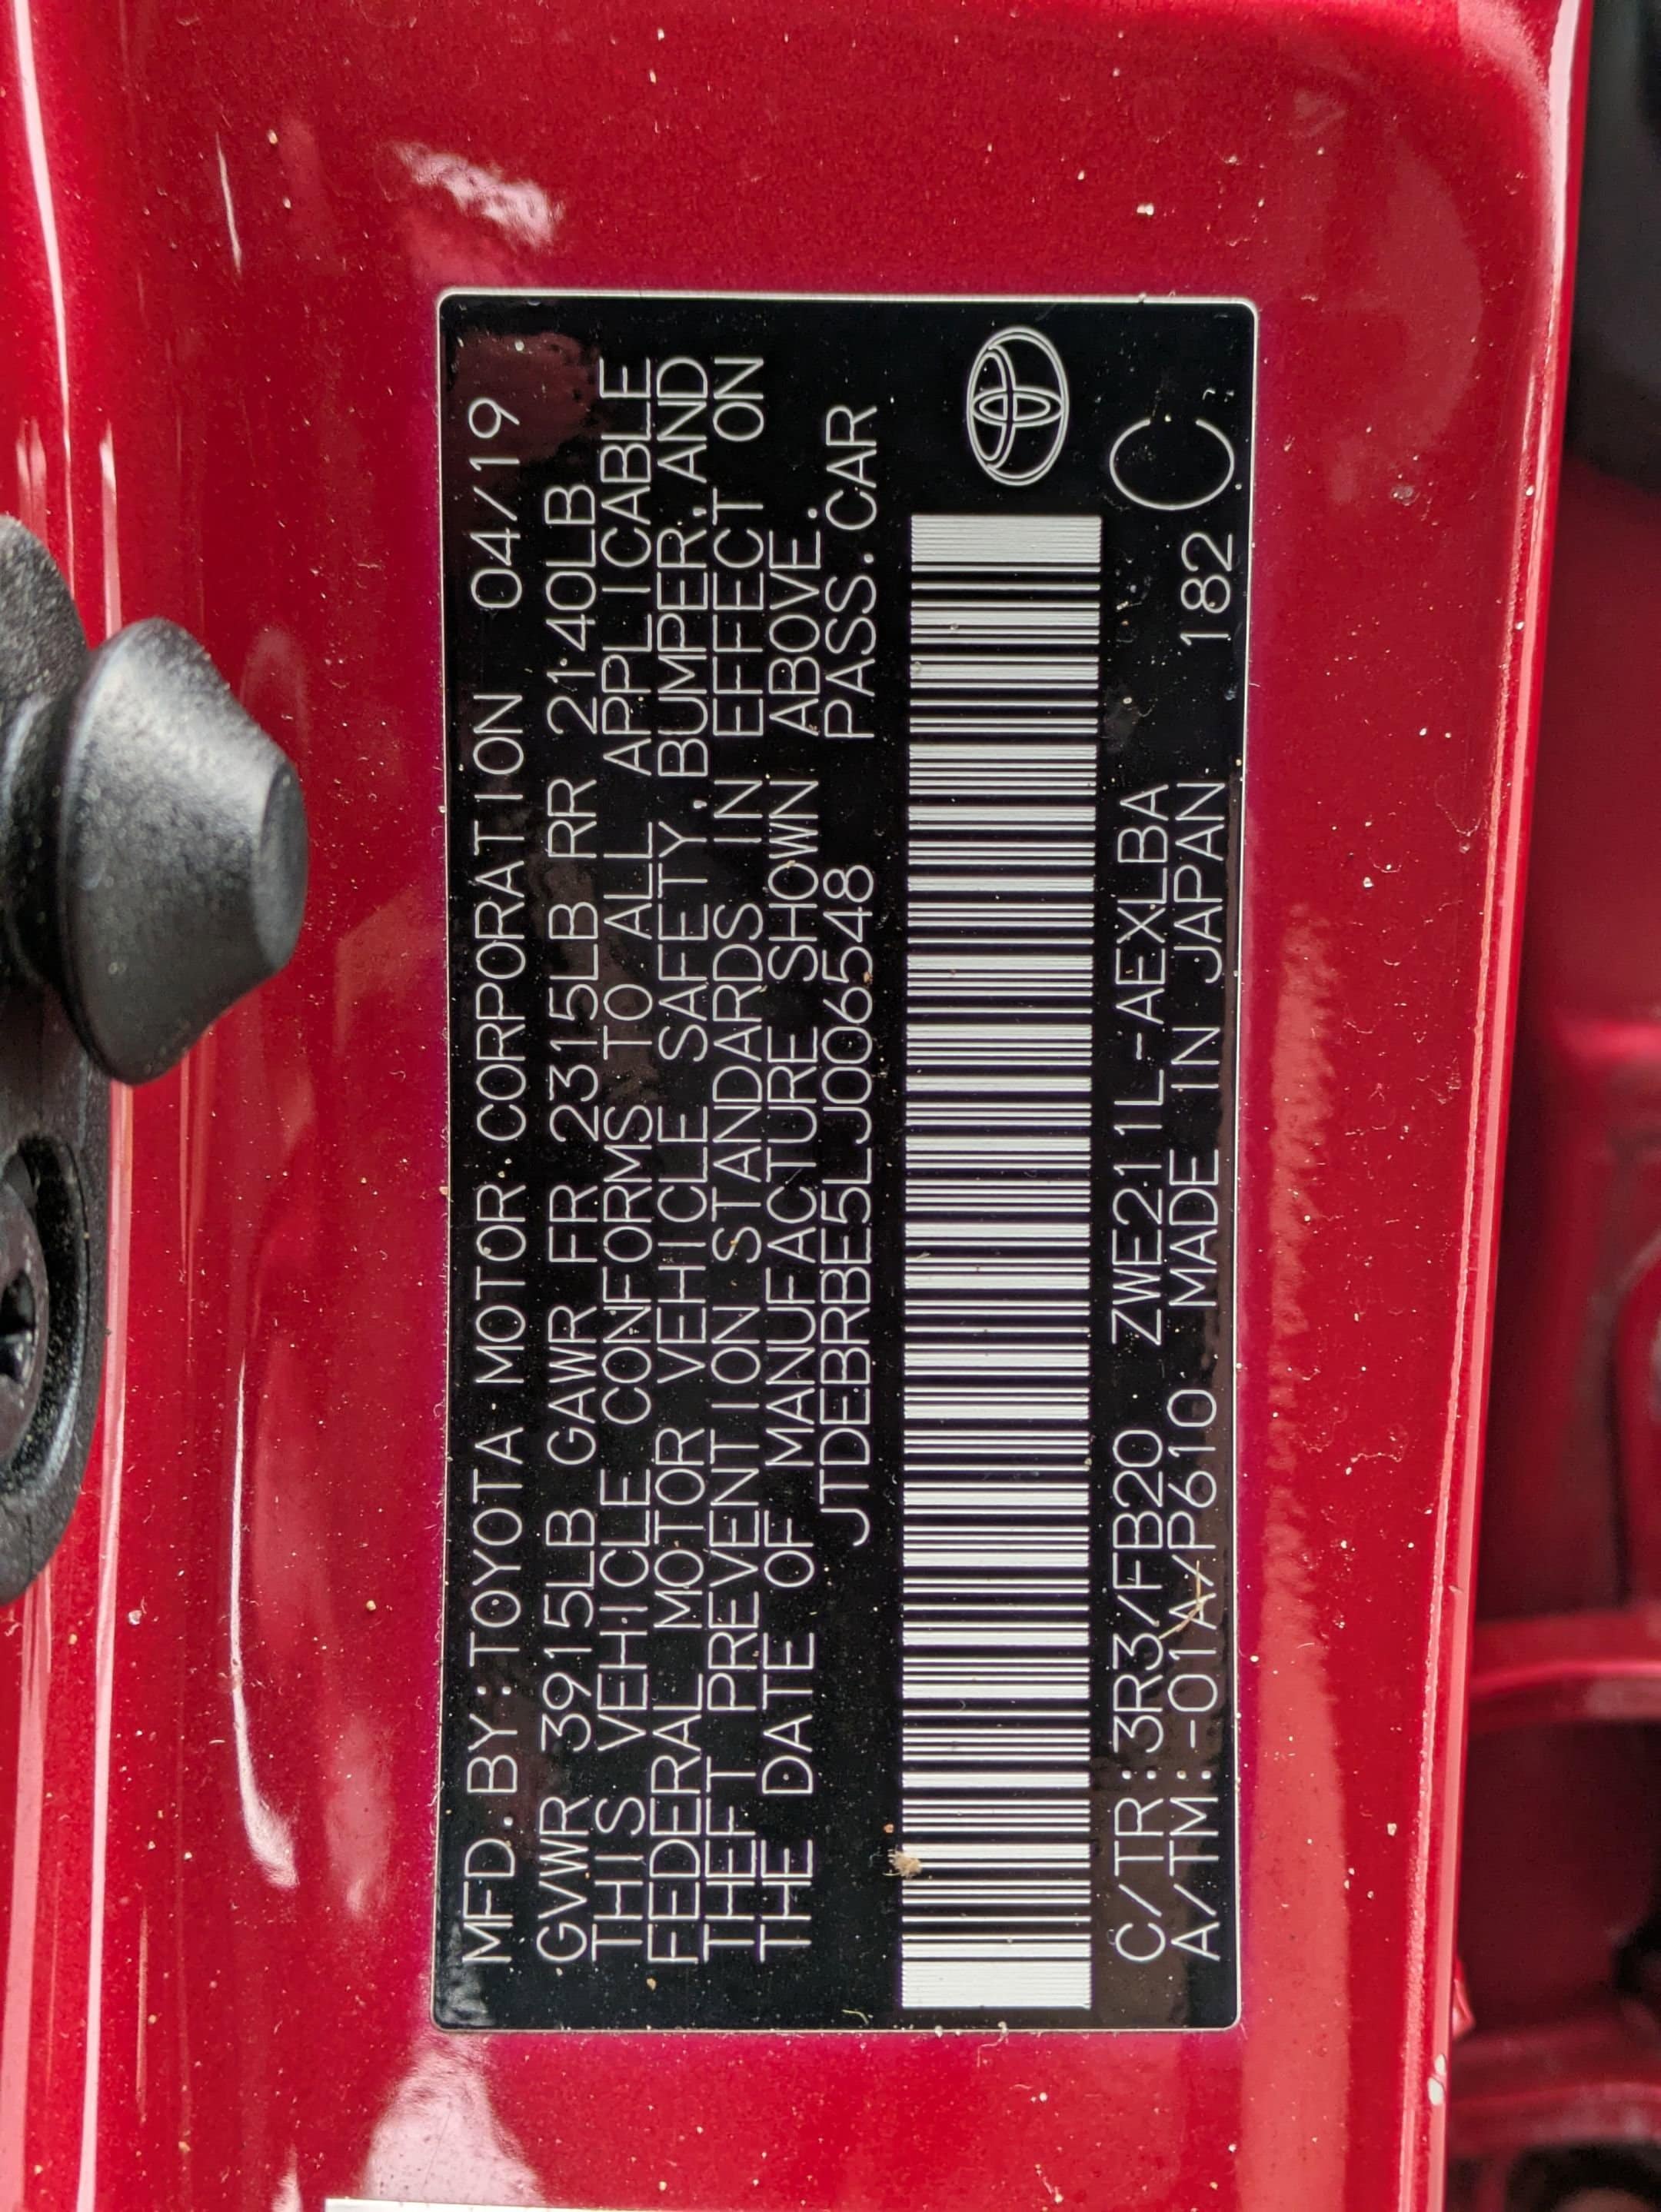 MFD. BY: TOYOTA MOTOR CORPORATION 04/19
GVWR 3915LB GAWR FR 2315LB RR 2140LB
THIS VEHICLE CONFORMS TO ALL APPLICABLE
FEDERAL MOTOR VEHICLE SAFETY, BUMPER, AND
THEFT PREVENTION STANDARDS IN EFFECT ON
THE DATE OF MANUFACTURE SHOWN ABOVE.
JTDEBRBE5LJ006548 PASS. CAR
C/TR: 3R3/FB20 ZWE211L-AEXLBA
A/TM: -01A/P610 MADE IN JAPAN 182 C